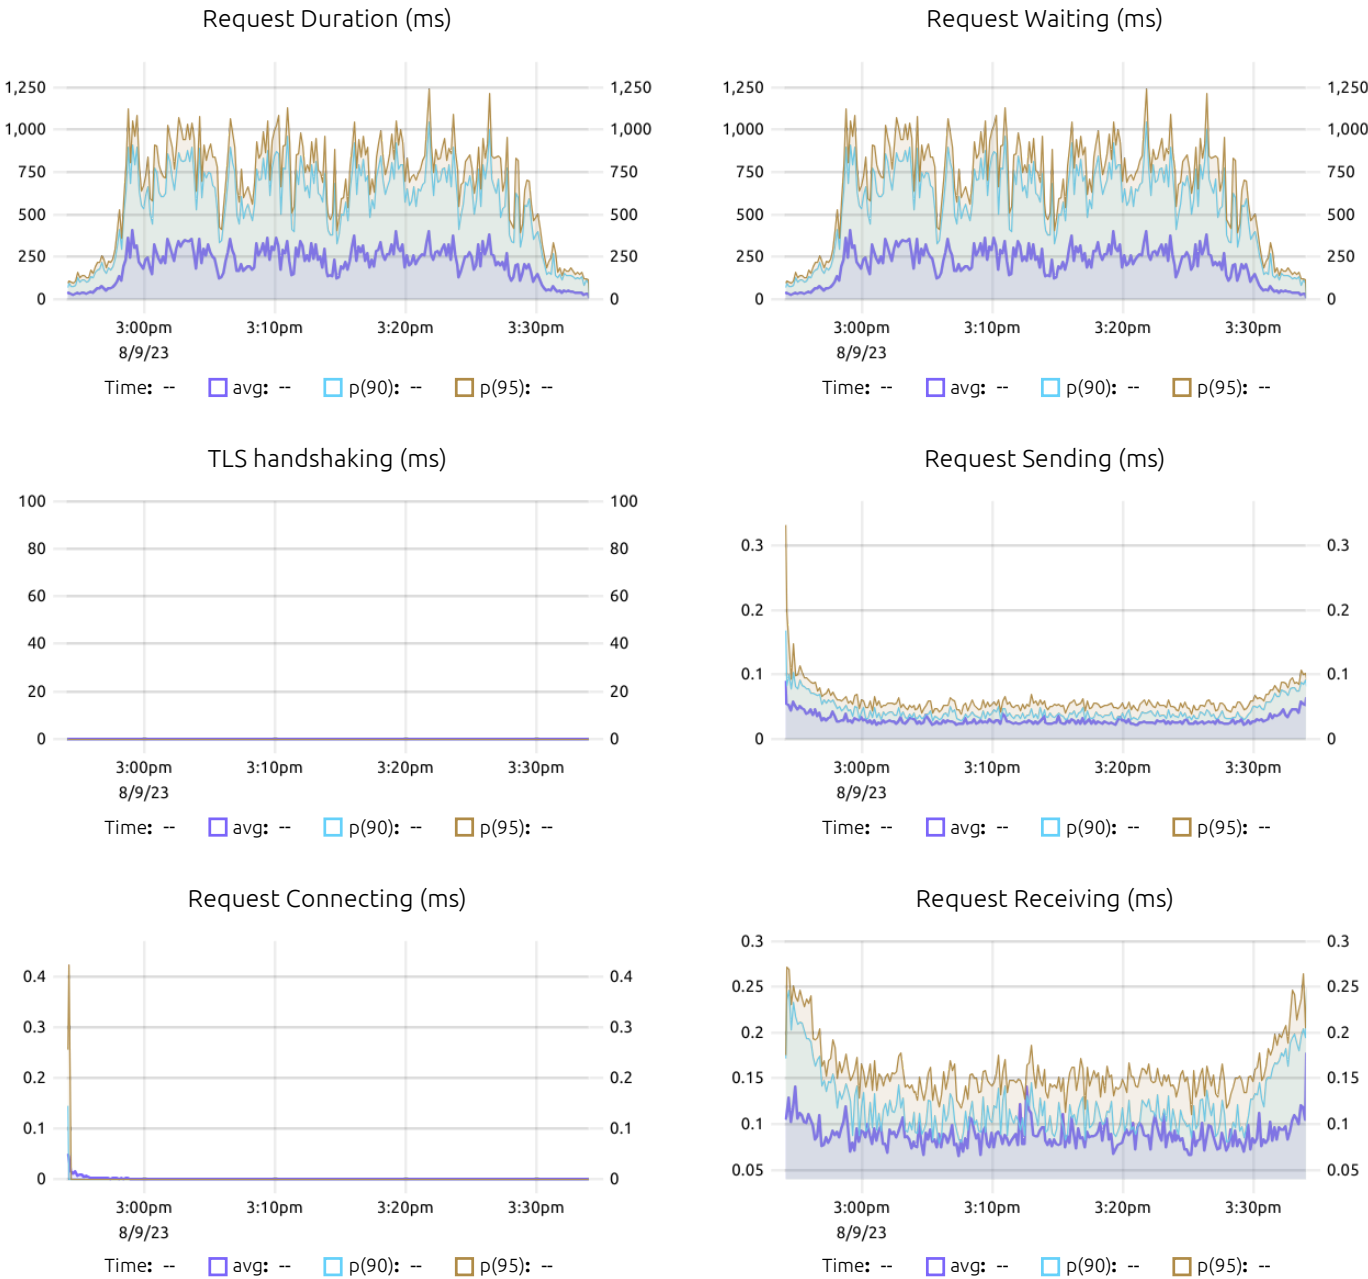 Request Duration (ms)
1,250 1,250
1,000 1,000
750 750
500 500
250 250
0 0
3:00pm 3:10pm 3:20pm 3:30pm
8/9/23
Time: -- avg: -- p(90): -- p(95): --
Request Waiting (ms)
1,250 1,250
1,000 1,000
750 750
500 500
250 250
0 0
3:00pm 3:10pm 3:20pm 3:30pm
8/9/23
Time: -- avg: -- p(90): -- p(95): --
TLS handshaking (ms)
100 100
80 80
60 60
40 40
20 20
0 0
3:00pm 3:10pm 3:20pm 3:30pm
8/9/23
Time: -- avg: -- p(90): -- p(95): --
Request Sending (ms)
0.3 0.3
0.2 0.2
0.1 0.1
0 0
3:00pm 3:10pm 3:20pm 3:30pm
8/9/23
Time: -- avg: -- p(90): -- p(95): --
Request Connecting (ms)
0.4 0.4
0.3 0.3
0.2 0.2
0.1 0.1
0 0
3:00pm 3:10pm 3:20pm 3:30pm
8/9/23
Time: -- avg: -- p(90): -- p(95): --
Request Receiving (ms)
0.3 0.3
0.25 0.25
0.2 0.2
0.15 0.15
0.1 0.1
0.05 0.05
3:00pm 3:10pm 3:20pm 3:30pm
8/9/23
Time: -- avg: -- p(90): -- p(95): --